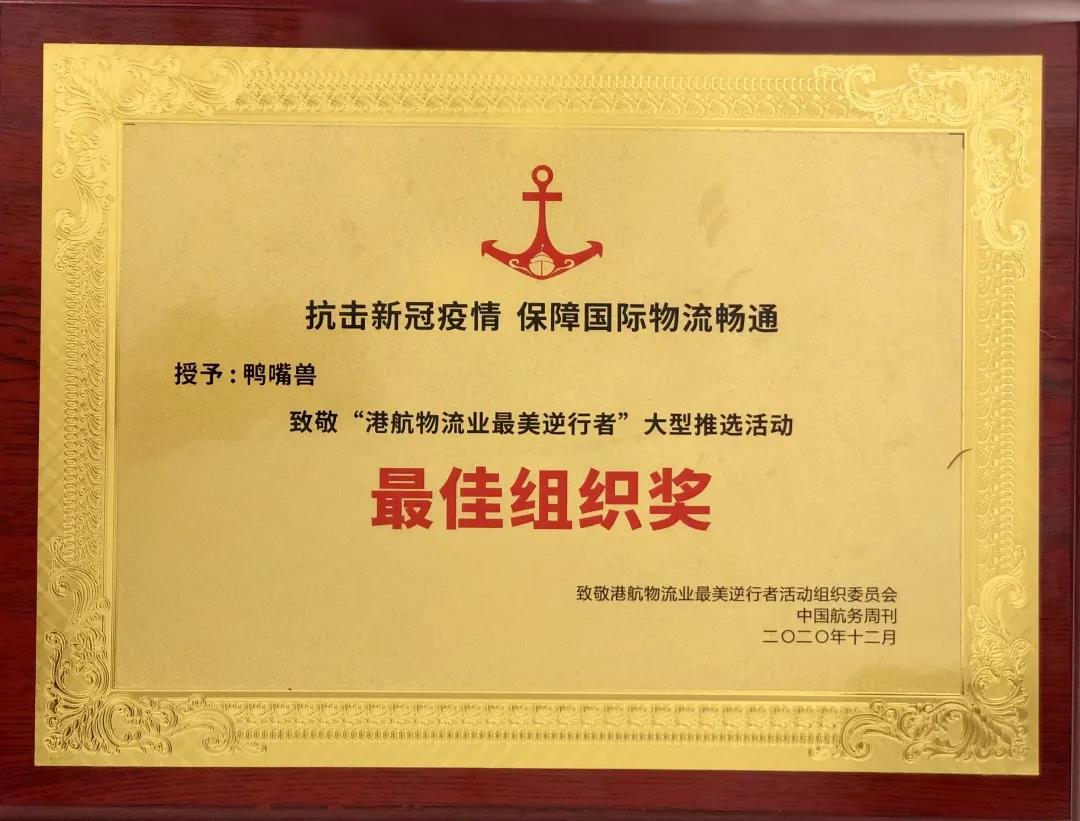 抗击新冠疫情 保障国际物流畅通
授予:鸭嘴兽
致敬“港航物流业最美逆行者”大型推选活动
最佳组织奖
致敬港航物流业最美逆行者活动组织委员会
中国航务周刊
二〇二〇年十二月